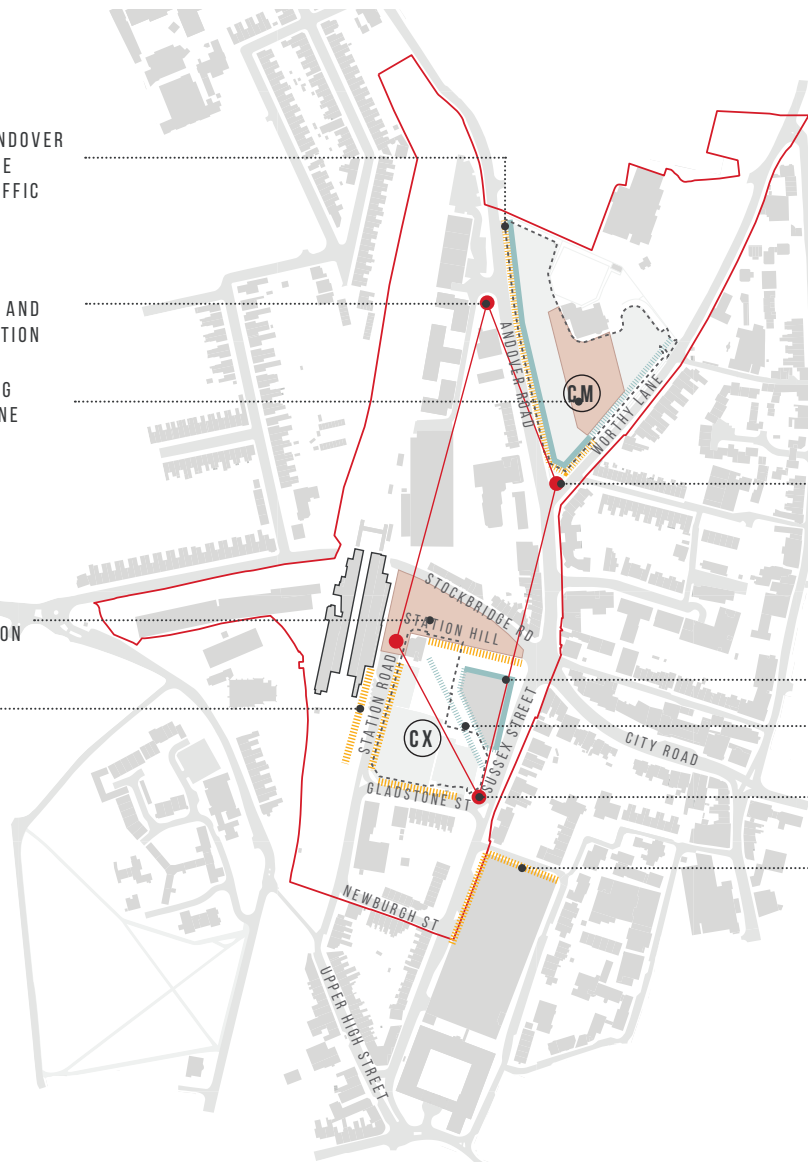 NDOVER
E
FFIC
AND
TION
G
NE
ON
ANDOVER ROAD
CM
WORTHY LANE
STOCKBRIDGE RD
STATION HILL
STATION ROAD
CX
SUSSEX STREET
CITY ROAD
GLADSTONE ST
NEWBURGH ST
UPPER HIGH STREET